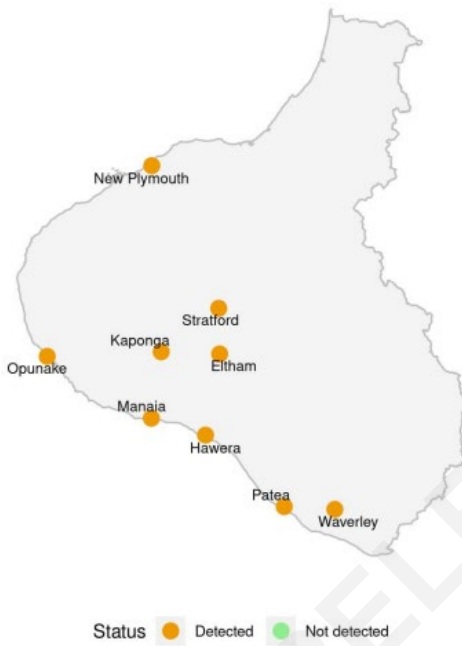 New Plymouth
Stratford
Kaponga
Eltham
Opunake
Manaia
Hawera
Patea
Waverley
Status Detected Not detected